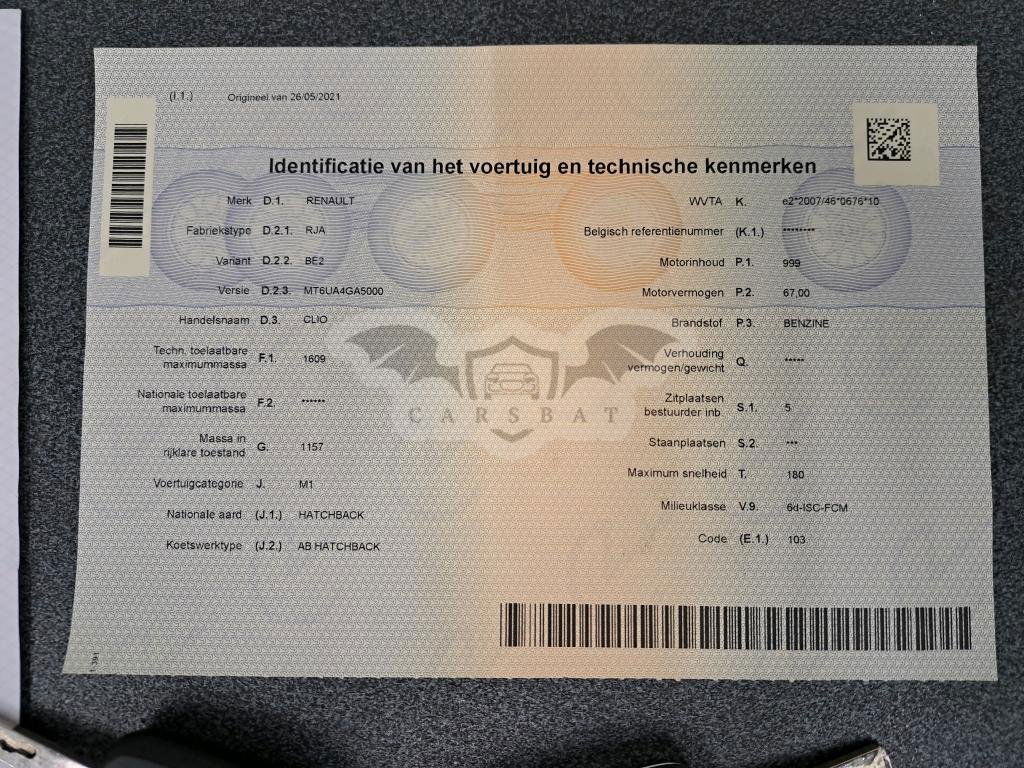 (I.1.) Origineel van 26/05/2021
Identificatie van het voertuig en technische kenmerken
Merk D.1. RENAULT
Fabriekstype D.2.1. RJA
Variant D.2.2. BE2
Versie D.2.3. MT6UA4GA5000
Handelsnaam D.3. CLIO
Techn. toelaatbare
maximummassa F.1. 1609
Nationale toelaatbare
maximummassa F.2. ******
Massa in
rijklare toestand G. 1157
Voertuigcategorie J. M1
Nationale aard (J.1.) HATCHBACK
Koetswerktype (J.2.) AB HATCHBACK
WVTA K. e2*2007/46*0676*10
Belgisch referentienummer (K.1.) ********
Motorinhoud P.1. 999
Motorvermogen P.2. 67,00
Brandstof P.3. BENZINE
Verhouding
vermogen/gewicht Q. *****
Zitplaatsen
bestuurder inb. S.1. 5
Staanplaatsen S.2. ***
Maximum snelheid T. 180
Milieuklasse V.9. 6d-ISC-FCM
Code (E.1.) 103
CARSBAT
1-391